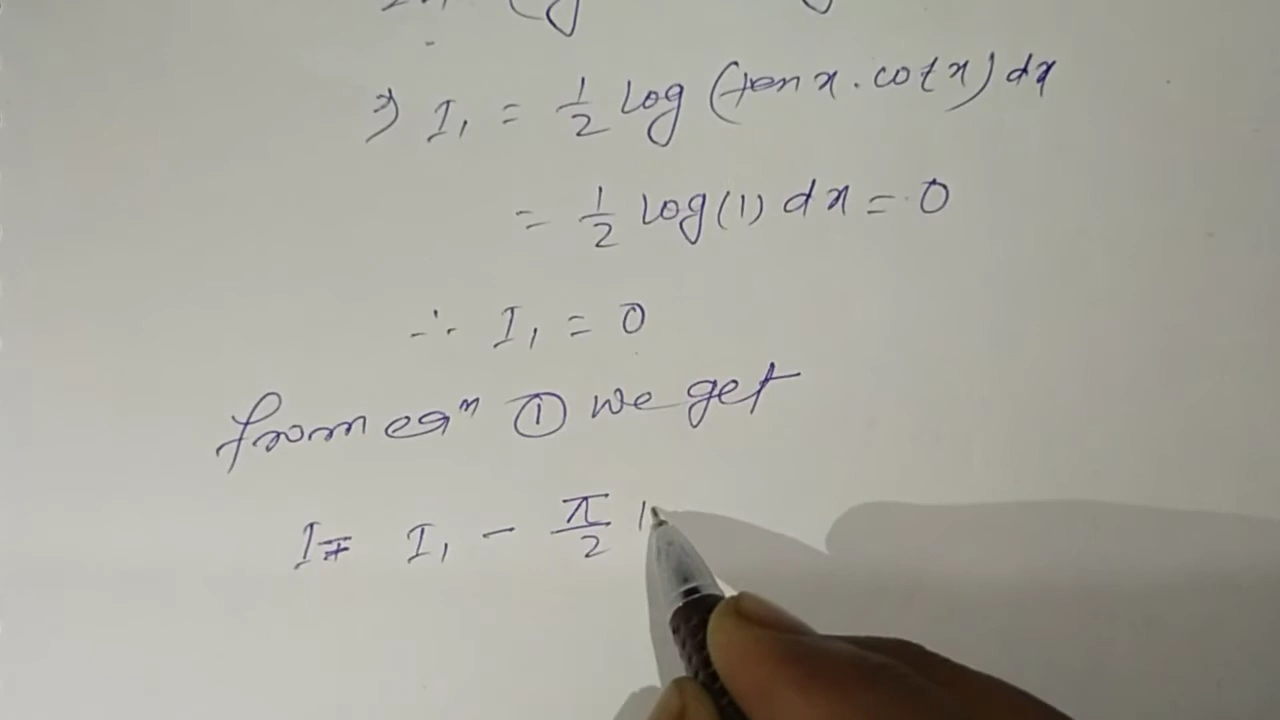 ⇒ I₁ = 1/2 log (tan x . cot x) dx
= 1/2 log(1) dx = 0
∴ I₁ = 0
from eqⁿ ① we get
I = I₁ - π/2 l